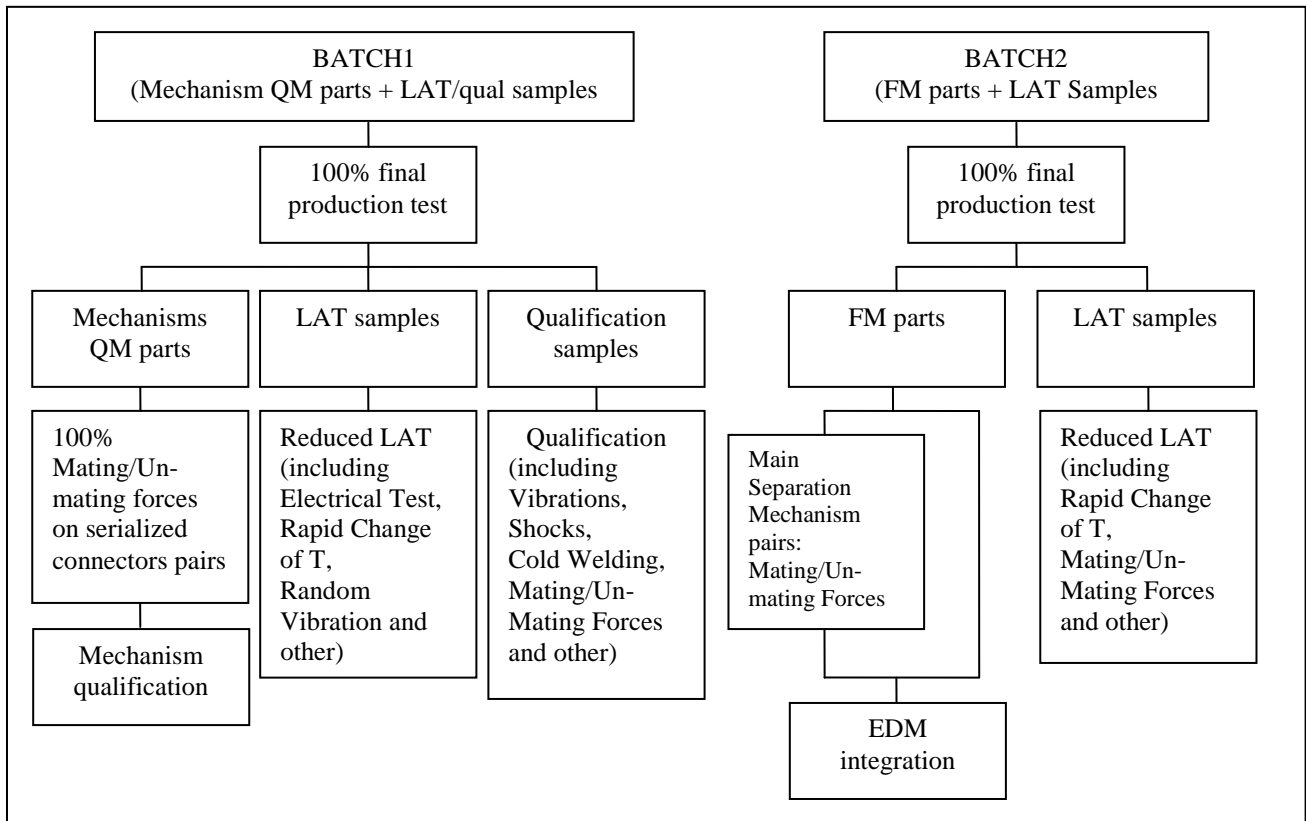 BATCH1
(Mechanism QM parts + LAT/qual samples
100% final
production test
Mechanisms
QM parts
100%
Mating/Un-
mating forces
on serialized
connectors pairs
Mechanism
qualification
LAT samples
Reduced LAT
(including
Electrical Test,
Rapid Change
of T,
Random
Vibration and
other)
Qualification
samples
Qualification
(including
Vibrations,
Shocks,
Cold Welding,
Mating/Un-
Mating Forces
and other)
BATCH2
(FM parts + LAT Samples
100% final
production test
FM parts
Main
Separation
Mechanism
pairs:
Mating/Un-
mating Forces
EDM
integration
LAT samples
Reduced LAT
(including
Rapid Change
of T,
Mating/Un-
Mating Forces
and other)